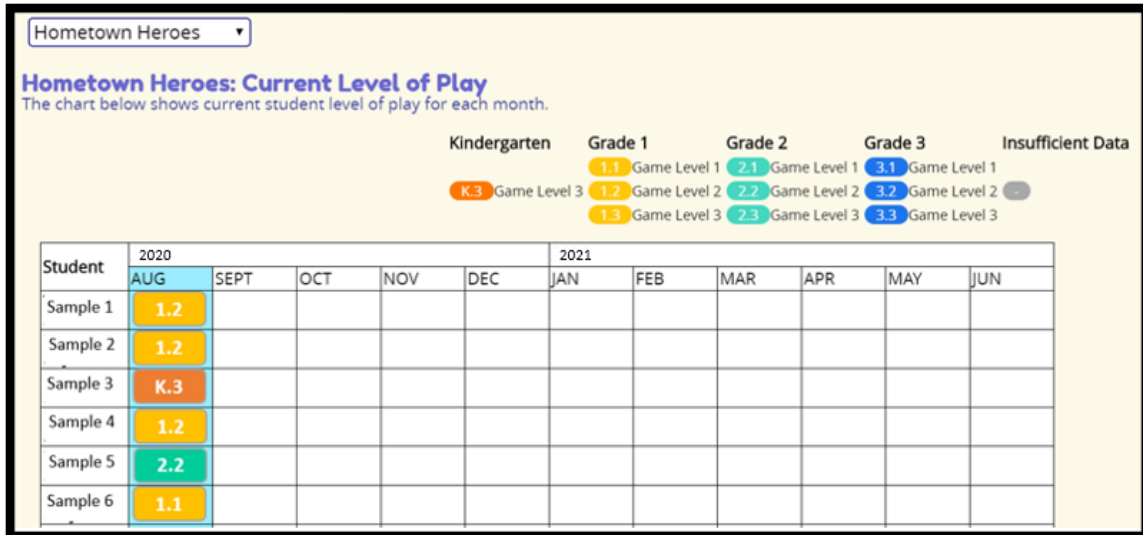 Hometown Heroes
Hometown Heroes: Current Level of Play
The chart below shows current student level of play for each month.
Kindergarten Grade 1 Grade 2 Grade 3 Insufficient Data
1.1 Game Level 1 2.1 Game Level 1 3.1 Game Level 1
K.3 Game Level 3 1.2 Game Level 2 2.2 Game Level 2 3.2 Game Level 2 -
1.3 Game Level 3 2.3 Game Level 3 3.3 Game Level 3
Student 2020 2021
AUG SEPT OCT NOV DEC JAN FEB MAR APR MAY JUN
Sample 1 1.2
Sample 2 1.2
Sample 3 K.3
Sample 4 1.2
Sample 5 2.2
Sample 6 1.1